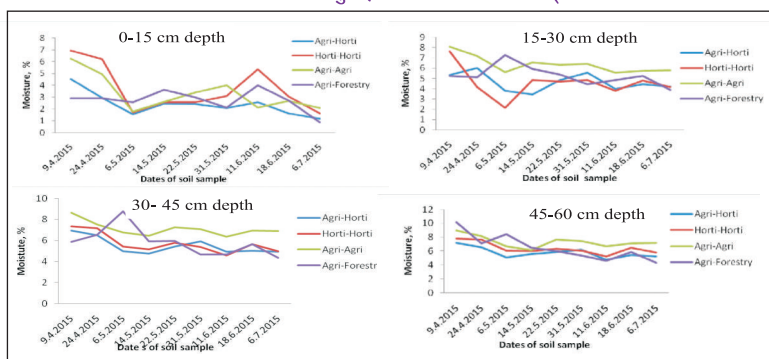 0-15 cm depth
Moisture, %
8
7
6
5
4
3
2
1
0
9.4.2015
24.4.2015
6.5.2015
14.5.2015
22.5.2015
31.5.2015
11.6.2015
18.6.2015
6.7.2015
Dates of soil sample
Agri-Horti
Horti-Horti
Agri-Agri
Agri-Forestry
15-30 cm depth
Moisture, %
9
8
7
6
5
4
3
2
1
0
9.4.2015
24.4.2015
6.5.2015
14.5.2015
22.5.2015
31.5.2015
11.6.2015
18.6.2015
6.7.2015
Dates of soil sample
Agri-Horti
Horti-Horti
Agri-Agri
Agri-Forestry
30- 45 cm depth
Moistute, %
10
8
6
4
2
0
9.4.2015
24.4.2015
6.5.2015
14.5.2015
22.5.2015
31.5.2015
11.6.2015
18.6.2015
6.7.2015
Date s of soil sample
Agri-Horti
Horti-Horti
Agri-Agri
Agri-Forestr
45-60 cm depth
Moisture, %
12
10
8
6
4
2
0
9.4.2015
24.4.2015
6.5.2015
14.5.2015
22.5.2015
31.5.2015
11.6.2015
18.6.2015
6.7.2015
Dates of soil sample
Agri-Horti
Horti-Horti
Agri-Agri
Agri-Forestry